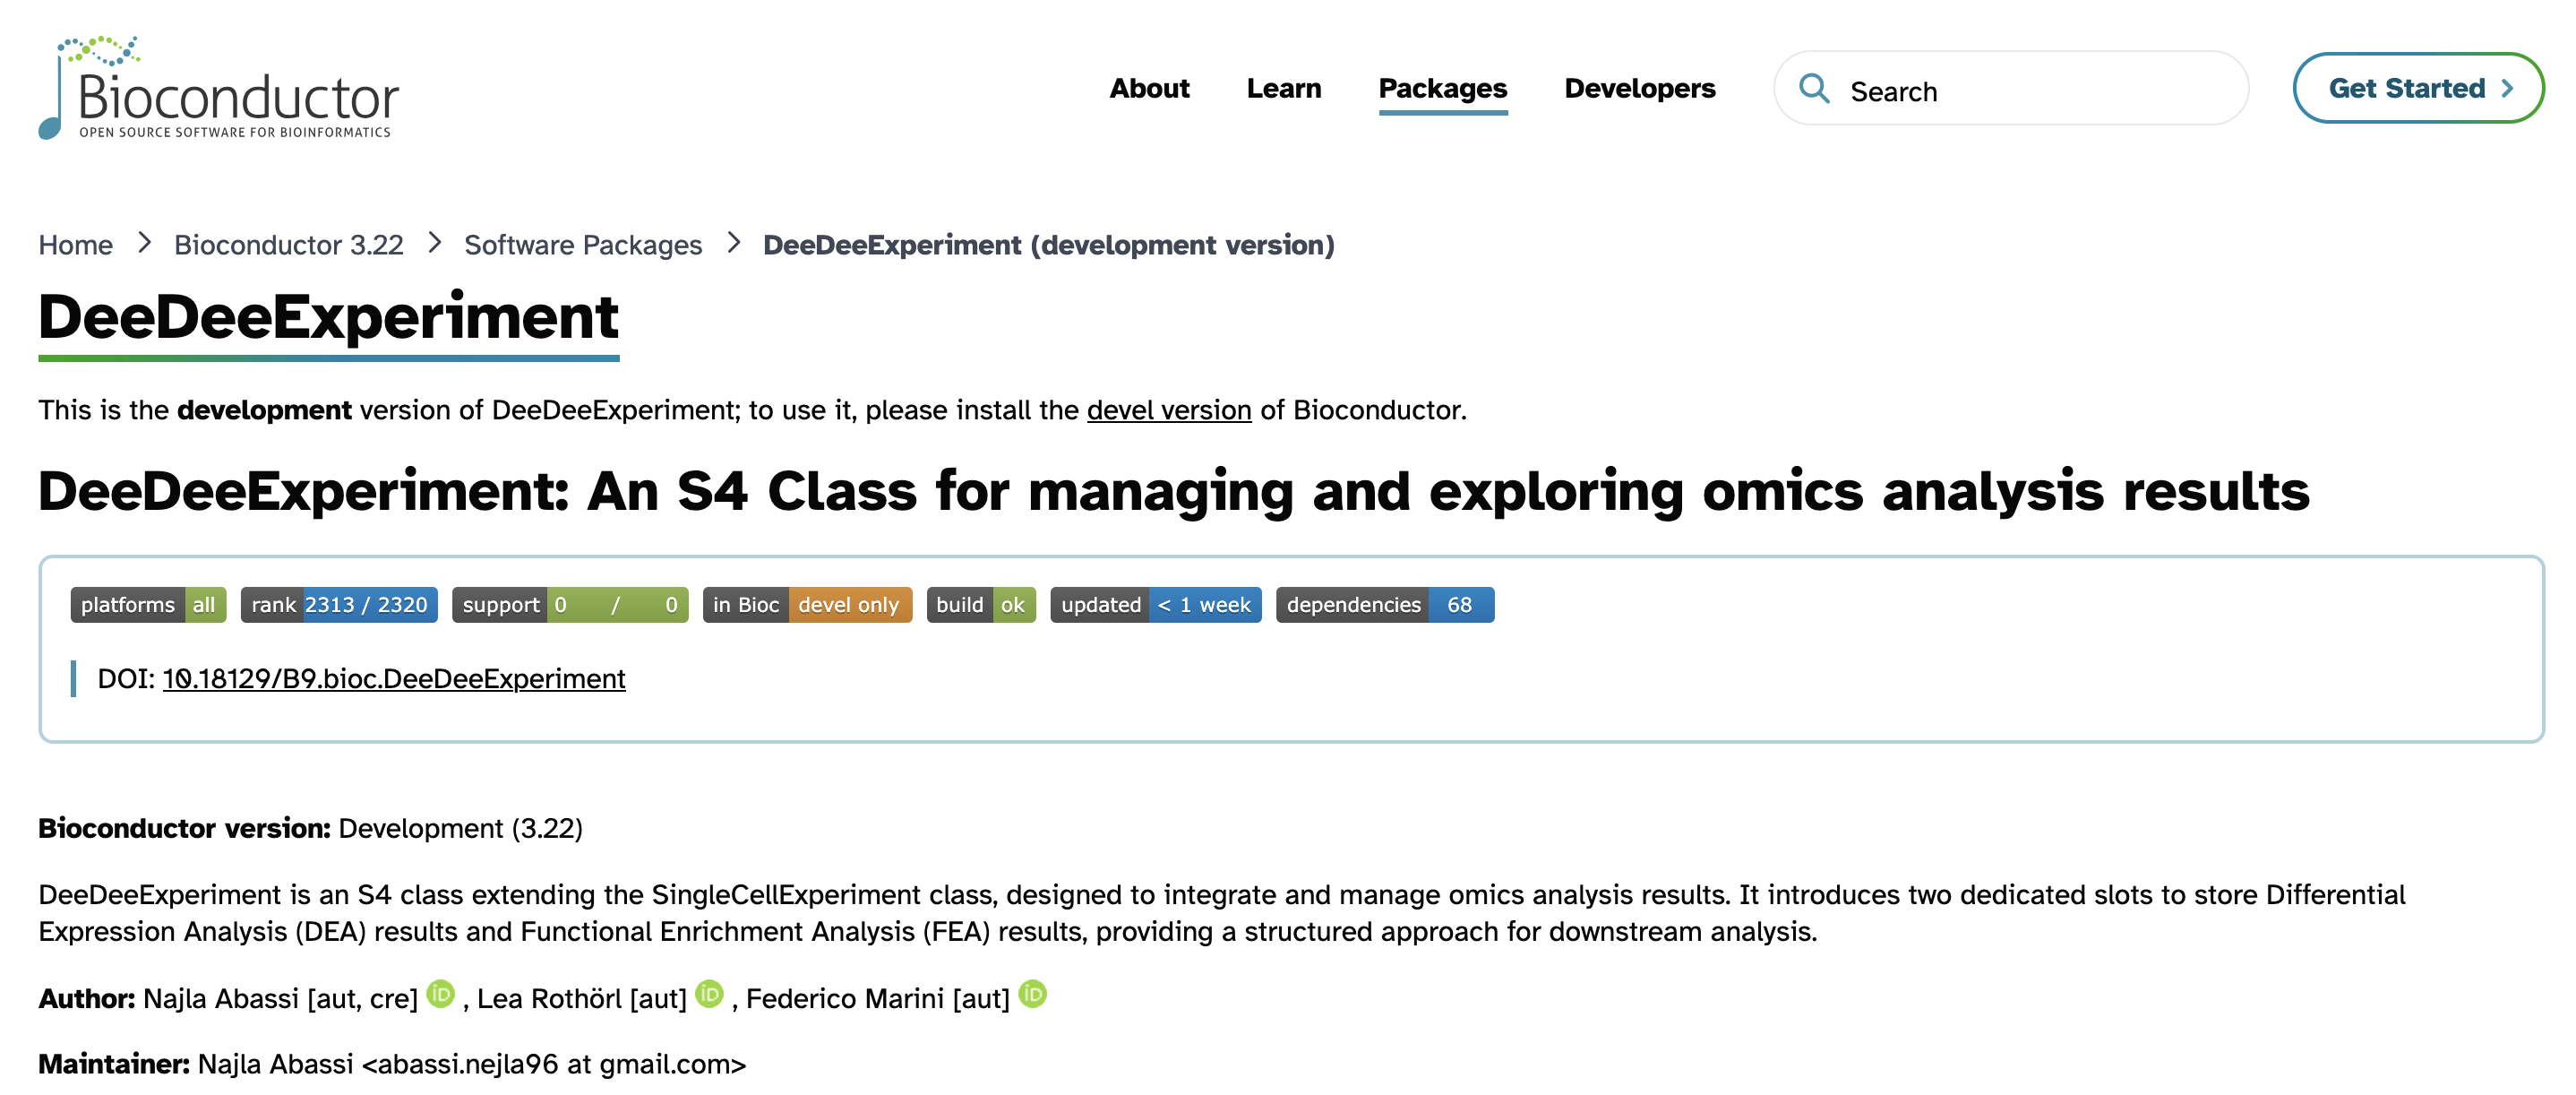 Bioconductor
OPEN SOURCE SOFTWARE FOR BIOINFORMATICS
About Learn Packages Developers Search Get Started
Home > Bioconductor 3.22 > Software Packages > DeeDeeExperiment (development version)
DeeDeeExperiment
This is the development version of DeeDeeExperiment; to use it, please install the devel version of Bioconductor.
DeeDeeExperiment: An S4 Class for managing and exploring omics analysis results
platforms all rank 2313 / 2320 support 0 / 0 in Bioc devel only build ok updated < 1 week dependencies 68
DOI: 10.18129/B9.bioc.DeeDeeExperiment
Bioconductor version: Development (3.22)
DeeDeeExperiment is an S4 class extending the SingleCellExperiment class, designed to integrate and manage omics analysis results. It introduces two dedicated slots to store Differential
Expression Analysis (DEA) results and Functional Enrichment Analysis (FEA) results, providing a structured approach for downstream analysis.
Author: Najla Abassi [aut, cre] iD , Lea Rothörl [aut] iD , Federico Marini [aut] iD
Maintainer: Najla Abassi <abassi.nejla96 at gmail.com>